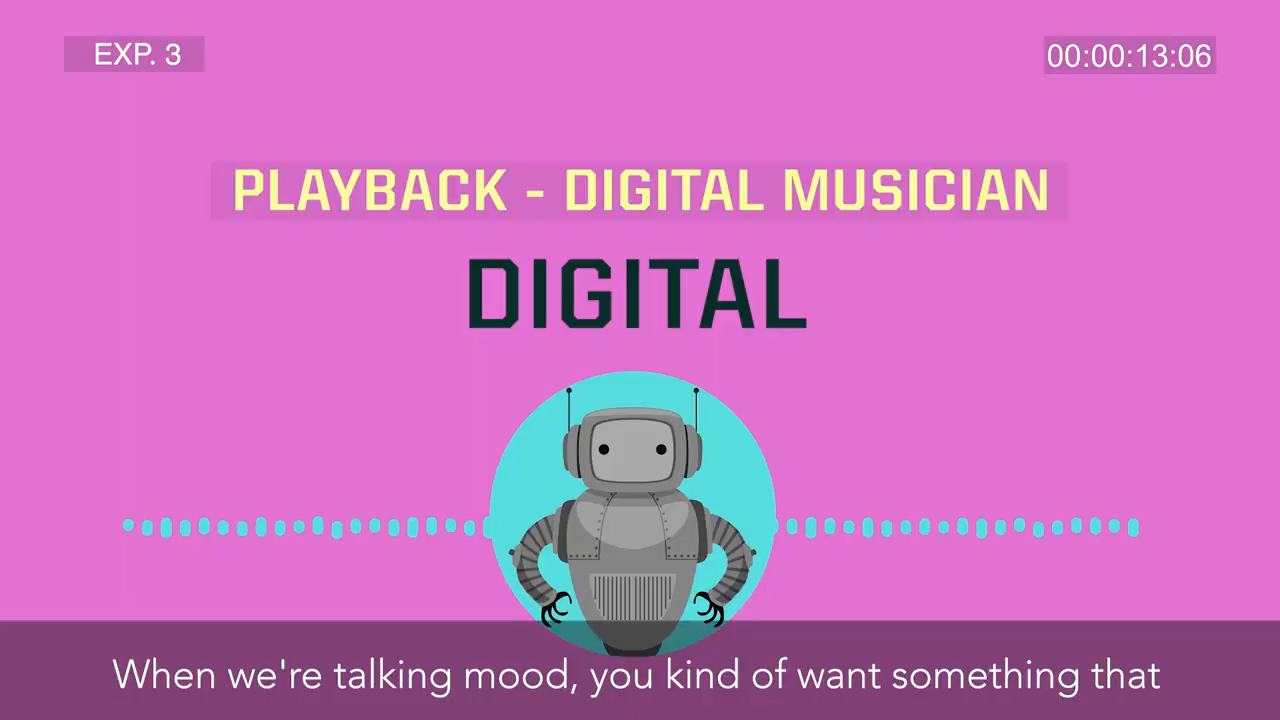 EXP. 3
00:00:13:06
PLAYBACK - DIGITAL MUSICIAN
DIGITAL
When we're talking mood, you kind of want something that